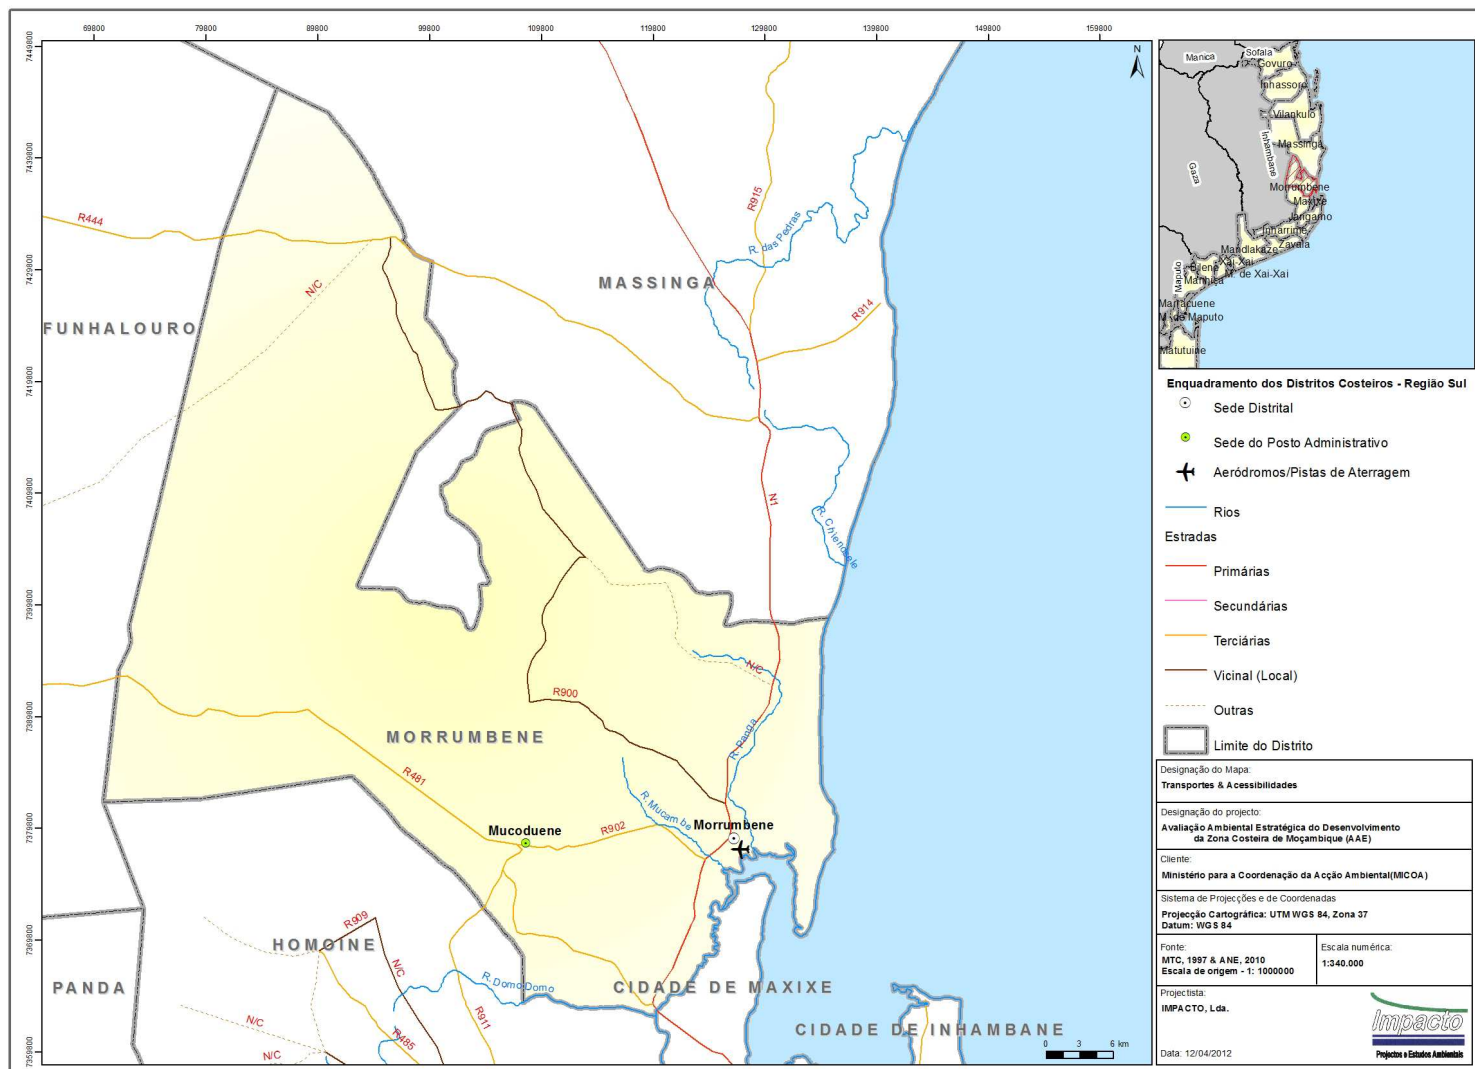 69800 79800 89800 99800 109800 119800 129800 139800 149800 159800
7449800
7439800
7429800
7419800
7409800
7399800
7389800
7379800
7369800
7359800
N
R444
N/C
FUNHALOURO
MASSINGA
R915
R. das Pedras
R914
N1
R. Chiendzele
N/C
R900
R. Panga
MORRUMBENE
R481
R. Mucambe
Mucoduene
R902
Morrumbene
R909
HOMOINE
N/C
PANDA
R. Domo Domo
CIDADE DE MAXIXE
N/C
R911
R485
N/C
CIDADE DE INHAMBANE
0 3 6 km
Manica
Sofala
Govuro
Inhassoro
Vilankulo
Inhambane
Massinga
Gaza
Morrumbene
Maxixe
Jangamo
Inharrime
Zavala
Mandlakaze
Xai-Xai
Bilene
M. de Xai-Xai
Maputo
Manhiça
Marracuene
M. de Maputo
Matutuine
Enquadramento dos Distritos Costeiros - Região Sul
Sede Distrital
Sede do Posto Administrativo
Aeródromos/Pistas de Aterragem
Rios
Estradas
Primárias
Secundárias
Terciárias
Vicinal (Local)
Outras
Limite do Distrito
Designação do Mapa:
Transportes & Acessibilidades
Designação do projecto:
Avaliação Ambiental Estratégica do Desenvolvimento
da Zona Costeira de Moçambique (AAE)
Cliente:
Ministério para a Coordenação da Acção Ambiental(MICOA)
Sistema de Projecções e de Coordenadas
Projecção Cartográfica: UTM WGS 84, Zona 37
Datum: WGS 84
Fonte:
MTC, 1997 & ANE, 2010
Escala de origem - 1: 1000000
Escala numérica:
1:340.000
Projectista:
IMPACTO, Lda.
Data: 12/04/2012
Impacto
Projectos e Estudos Ambientais